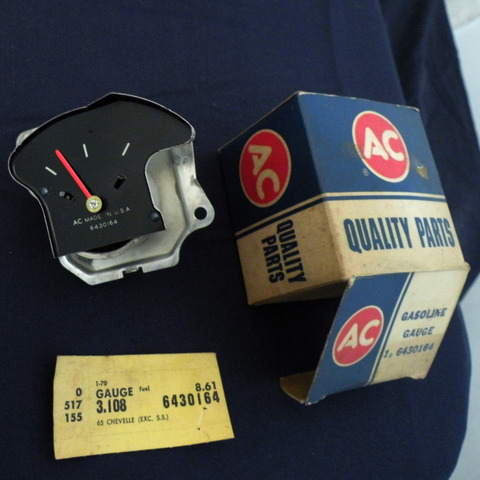 AC MADE IN U.S.A
6430164
AC
AC
QUALITY PARTS
QUALITY
PARTS
AC
GASOLINE
GAUGE
6430164
1-70
0 GAUGE fuel 8.61
517 3.108 6430164
155 65 CHEVELLE (EXC. S.S.)